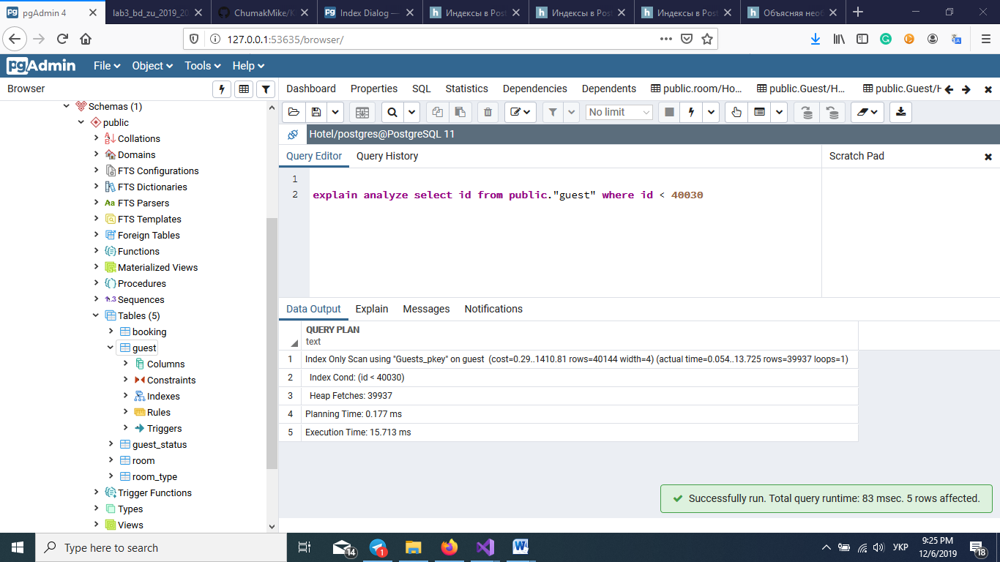 pgAdmin 4
lab3_bd_zu_2019_20
ChumakMike/K
Index Dialog —
Индексы в Post
Индексы в Post
Индексы в Post
Объясняя необ
127.0.0.1:53635/browser/
pgAdmin
File
Object
Tools
Help
Browser
Dashboard
Properties
SQL
Statistics
Dependencies
Dependents
public.room/Ho...
public.Guest/H...
public.Guest/H
Schemas (1)
public
Collations
Domains
FTS Configurations
FTS Dictionaries
Aa FTS Parsers
FTS Templates
Foreign Tables
Functions
Materialized Views
Procedures
1..3 Sequences
Tables (5)
booking
guest
Columns
Constraints
Indexes
Rules
Triggers
guest_status
room
room_type
Trigger Functions
Types
Views
No limit
Hotel/postgres@PostgreSQL 11
Query Editor
Query History
Scratch Pad
1
2 explain analyze select id from public."guest" where id < 40030
Data Output
Explain
Messages
Notifications
QUERY PLAN
text
1 Index Only Scan using "Guests_pkey" on guest (cost=0.29..1410.81 rows=40144 width=4) (actual time=0.054..13.725 rows=39937 loops=1)
2 Index Cond: (id < 40030)
3 Heap Fetches: 39937
4 Planning Time: 0.177 ms
5 Execution Time: 15.713 ms
Successfully run. Total query runtime: 83 msec. 5 rows affected.
Type here to search
14
1
УКР
9:25 PM
12/6/2019
18